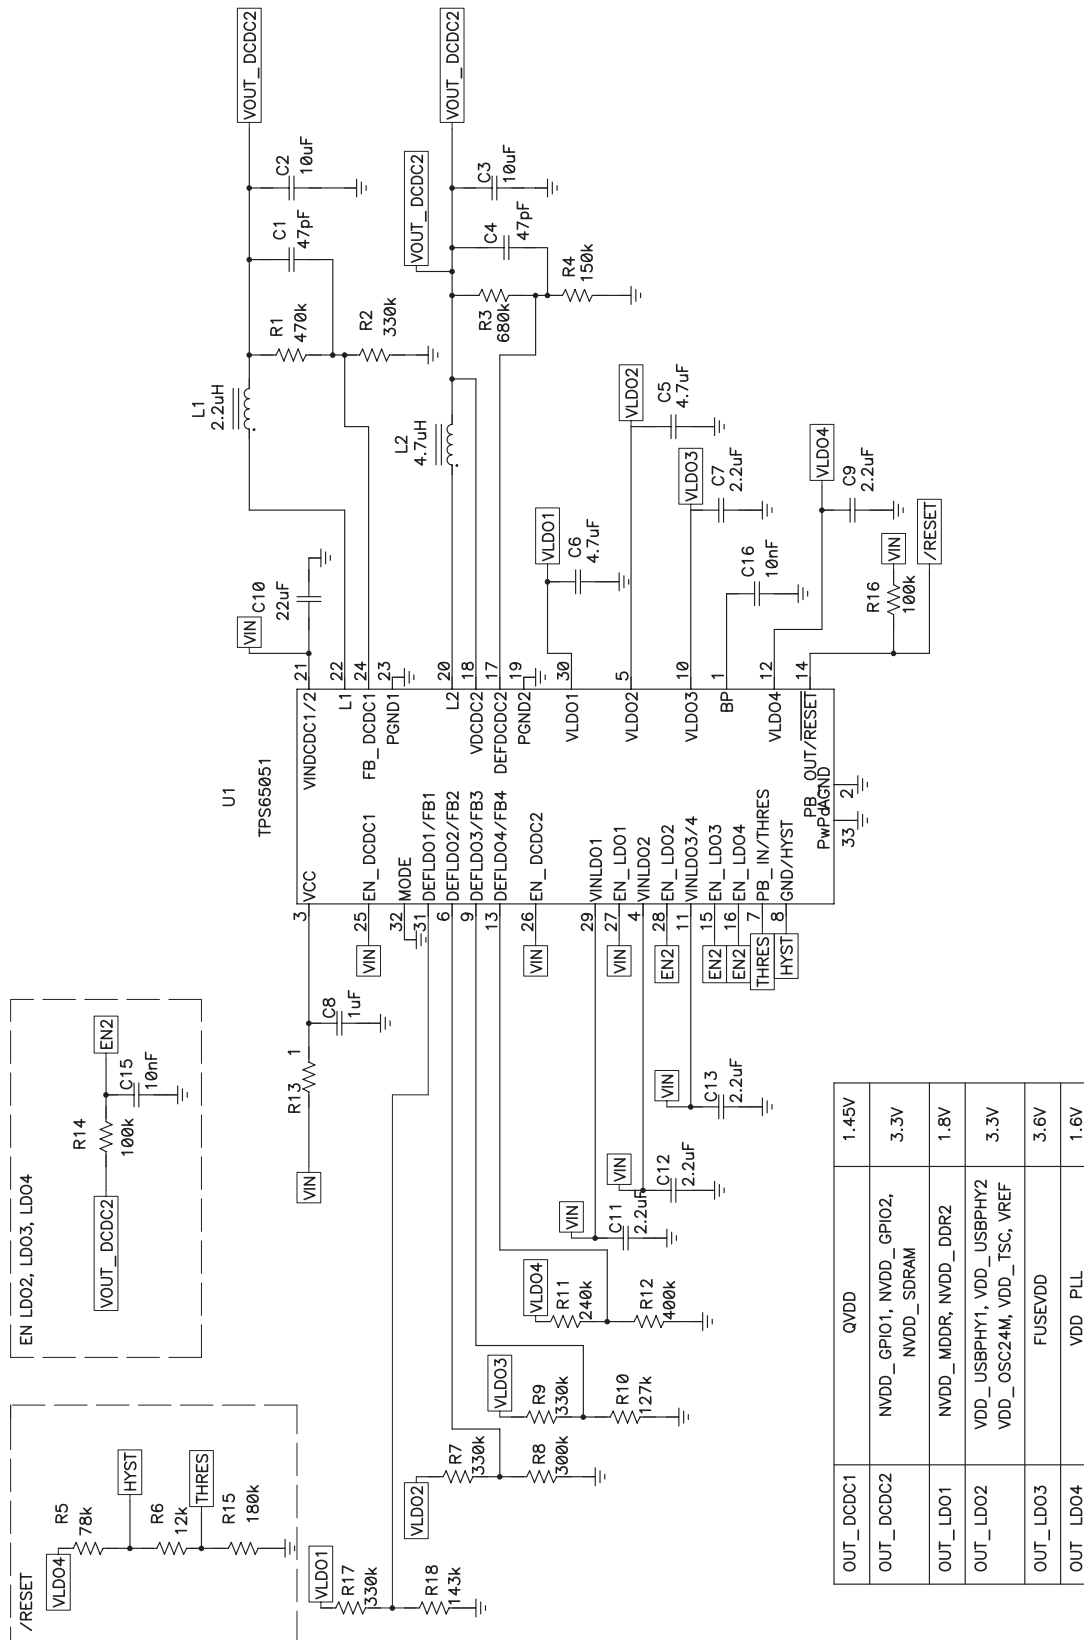 /RESET
VLDO4
R5
78k
HYST
R6
12k
THRES
R15
180k
EN LDO2, LDO3, LDO4
VOUT_DCDC2
R14
100k
EN2
C15
10nF
VLDO1
R17
330k
R18
143k
VLDO2
R7
330k
R8
300k
VLDO3
R9
330k
R10
127k
VLDO4
R11
240k
R12
400k
VIN
C11
2.2uF
VIN
C12
2.2uF
VIN
C13
2.2uF
VIN
R13
1
C8
1uF
VIN
VIN
VIN
EN2
EN2
EN2
THRES
HYST
U1
TPS65051
3
VCC
25
EN_DCDC1
32
MODE
31
DEFLDO1/FB1
6
DEFLDO2/FB2
9
DEFLDO3/FB3
13
DEFLDO4/FB4
26
EN_DCDC2
29
VINLDO1
27
EN_LDO1
4
VINLDO2
28
EN_LDO2
11
VINLDO3/4
15
EN_LDO3
16
EN_LDO4
7
PB_IN/THRES
8
GND/HYST
VINDCDC1/2
21
L1
22
FB_DCDC1
24
PGND1
23
L2
20
VDCDC2
18
DEFDCDC2
17
PGND2
19
VLDO1
30
VLDO2
5
VLDO3
10
BP
1
VLDO4
12
PB_OUT/RESET
14
PwPd
33
AGND
2
VIN
C10
22uF
L1
2.2uH
R1
470k
R2
330k
C1
47pF
C2
10uF
VOUT_DCDC2
L2
4.7uH
VOUT_DCDC2
R3
680k
R4
150k
C4
47pF
C3
10uF
VOUT_DCDC2
VLDO1
C6
4.7uF
VLDO2
C5
4.7uF
VLDO3
C7
2.2uF
C16
10nF
VLDO4
C9
2.2uF
R16
100k
VIN
/RESET
OUT_DCDC1 QVDD 1.45V
OUT_DCDC2 NVDD_GPIO1, NVDD_GPIO2, 3.3V
NVDD_SDRAM
OUT_LDO1 NVDD_MDDR, NVDD_DDR2 1.8V
OUT_LDO2 VDD_USBPHY1, VDD_USBPHY2 3.3V
VDD_OSC24M, VDD_TSC, VREF
OUT_LDO3 FUSEVDD 3.6V
OUT_LDO4 VDD_PLL 1.6V